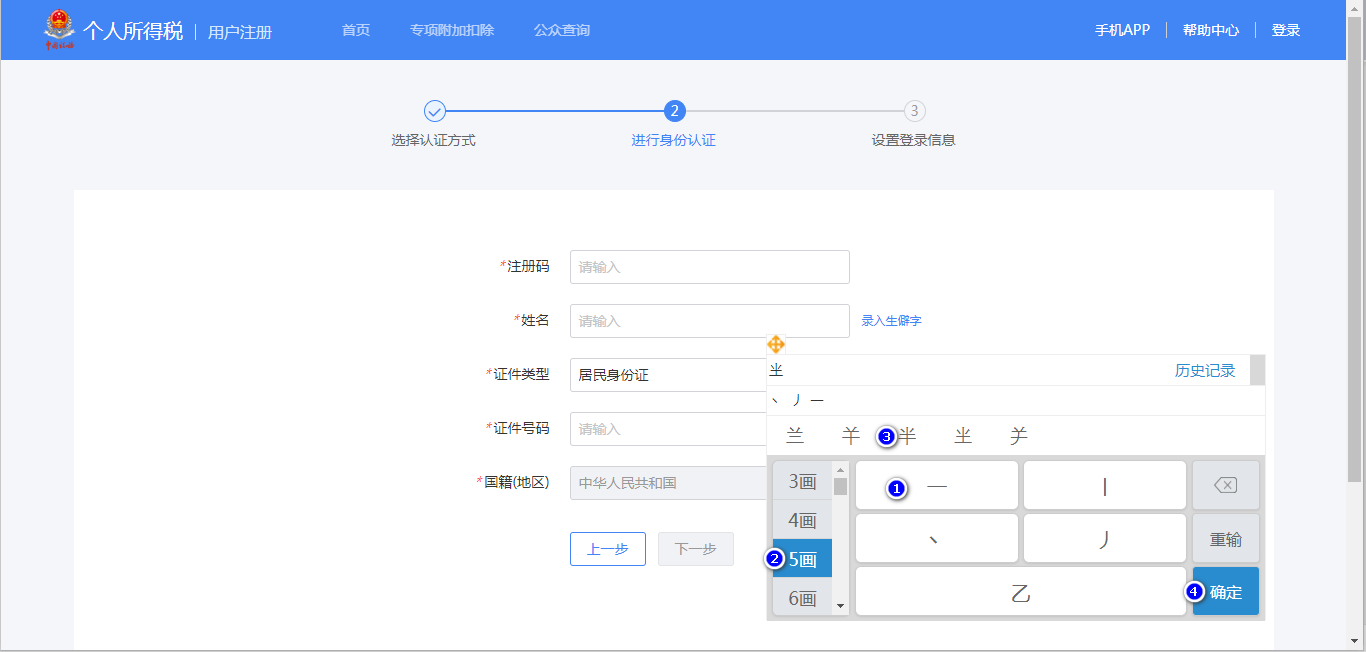 个人所得税 | 用户注册 首页 专项附加扣除 公众查询 手机APP | 帮助中心 | 登录
2 3
选择认证方式 进行身份认证 设置登录信息
*注册码 请输入
*姓名 请输入 录入生僻字
*证件类型 居民身份证
*证件号码 请输入
*国籍(地区) 中华人民共和国
上一步 下一步
历史记录
丶 丿 一
兰 羊 3 半
3画 1 一 丨
4画
2 5画 丶 丿 重输
6画 乙 4 确定